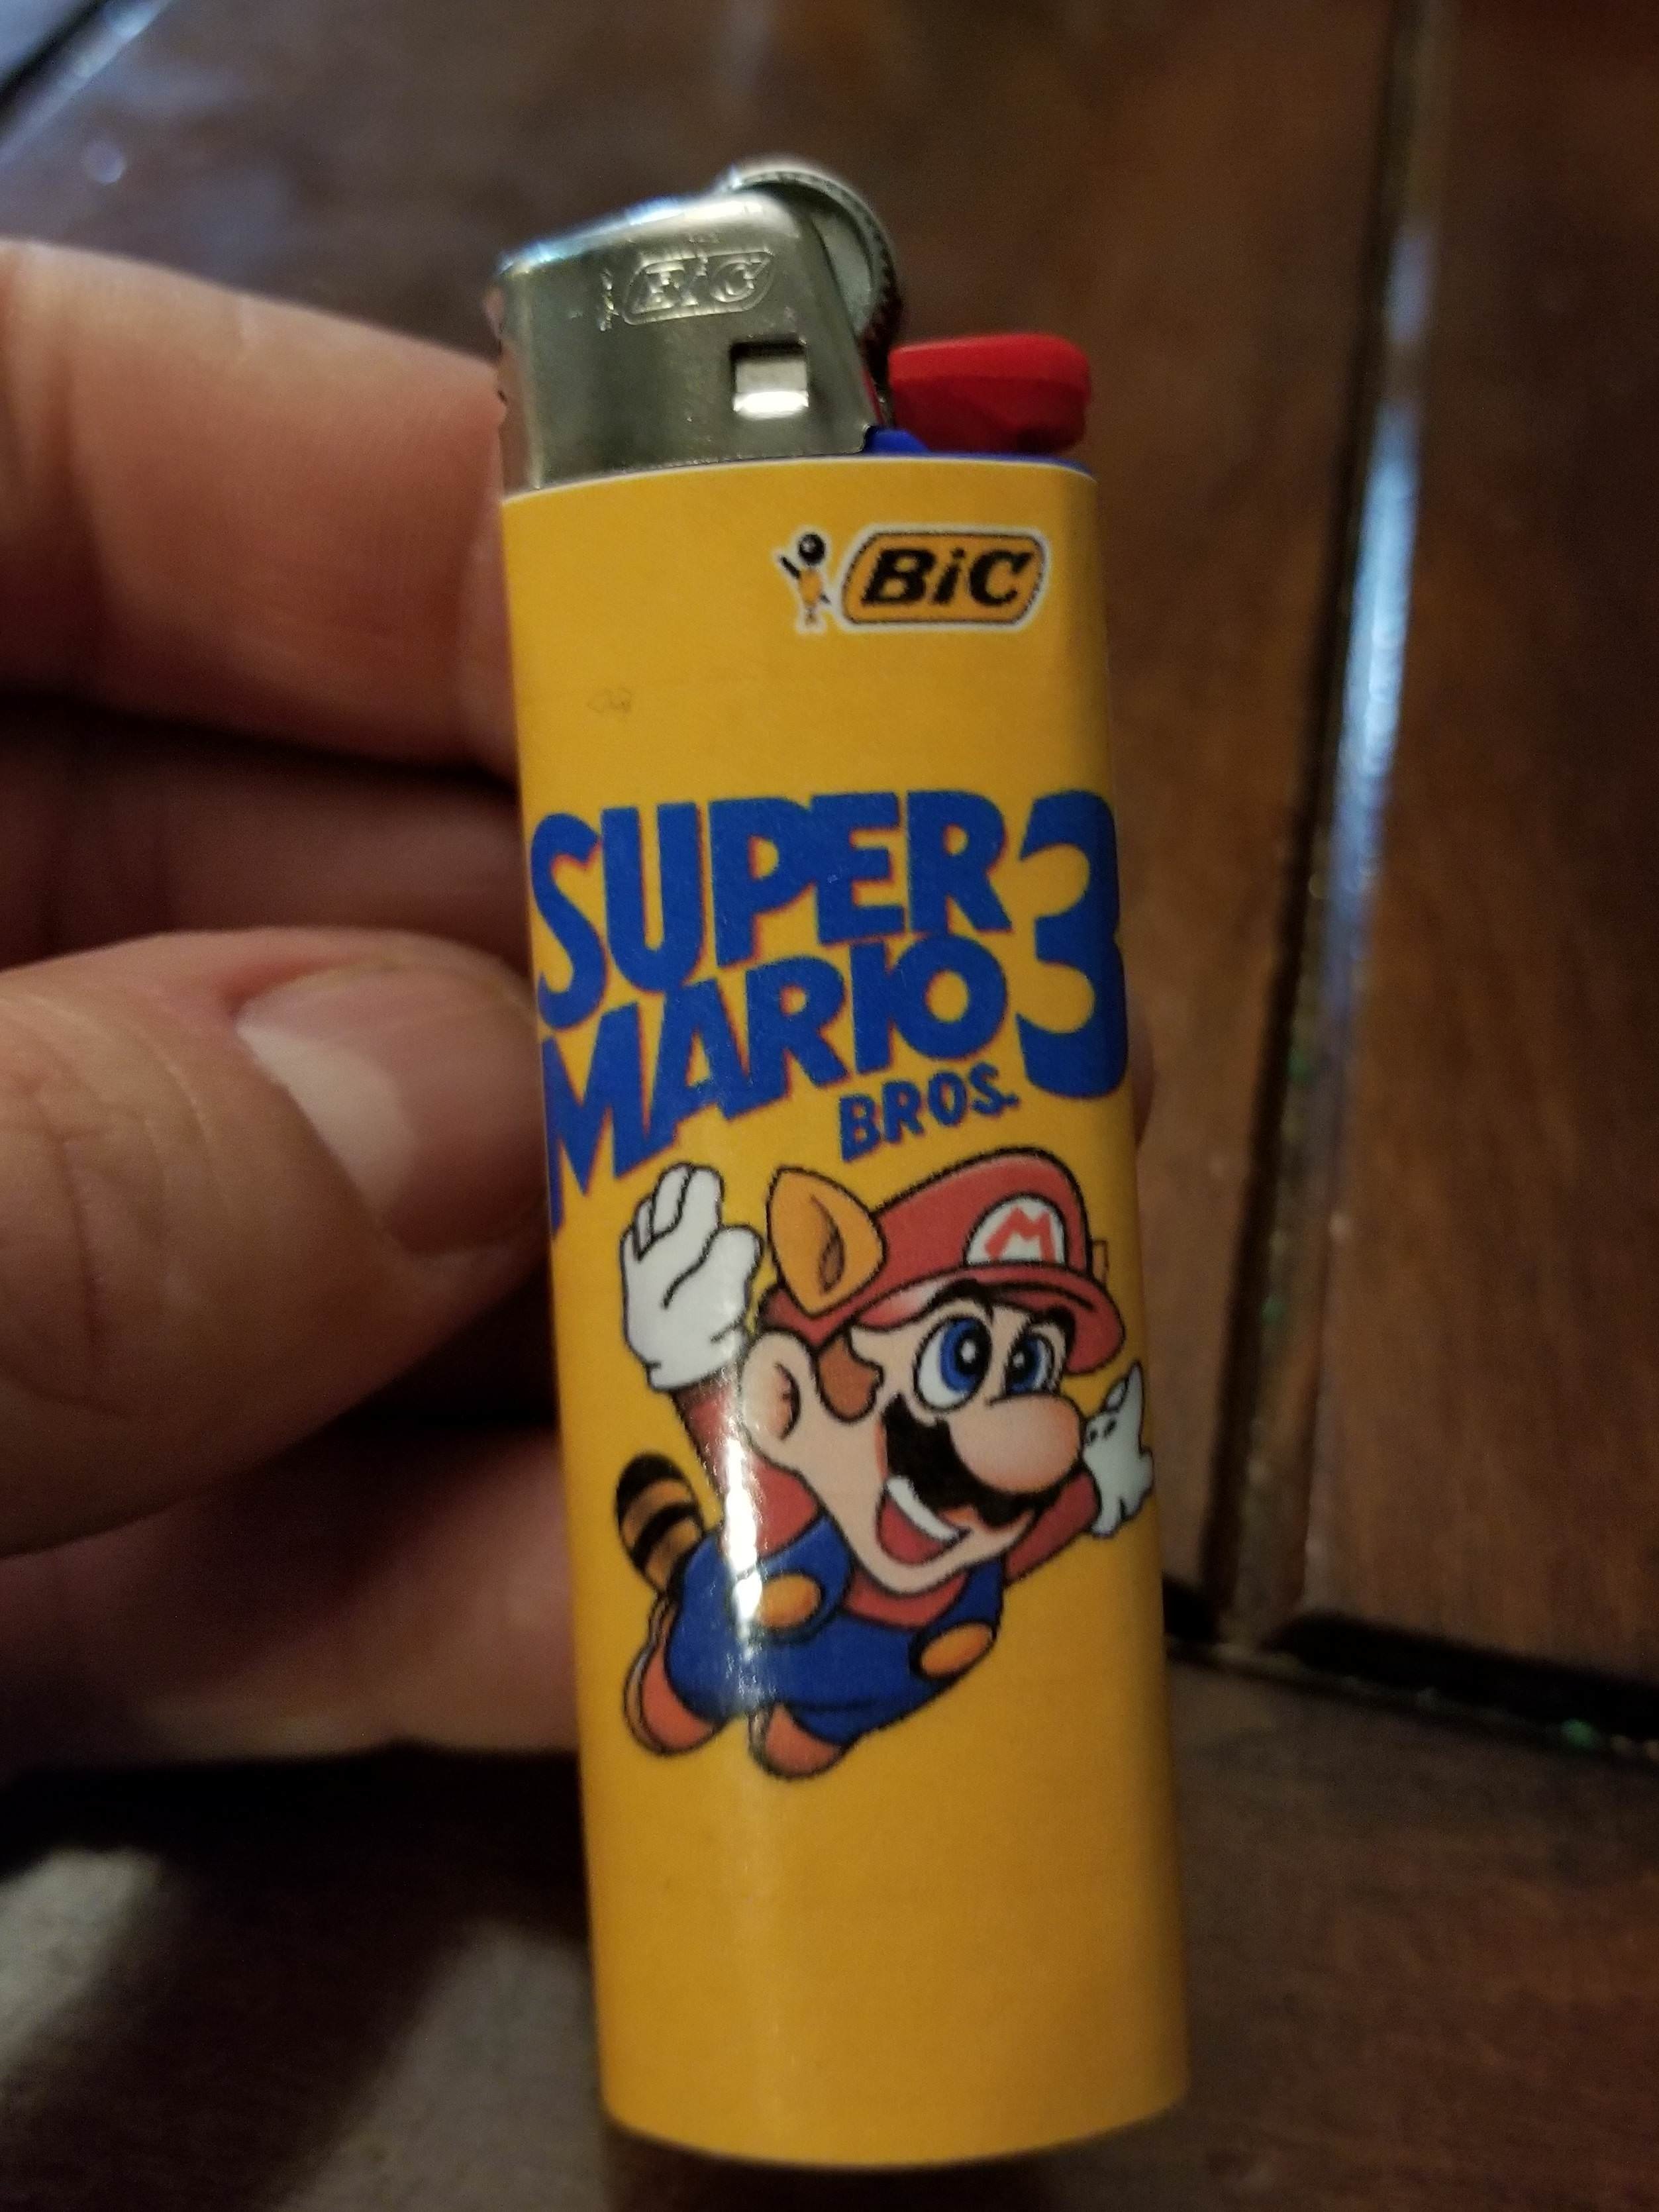 BiC
BiC
SUPER
MARIO 3
BROS.
M